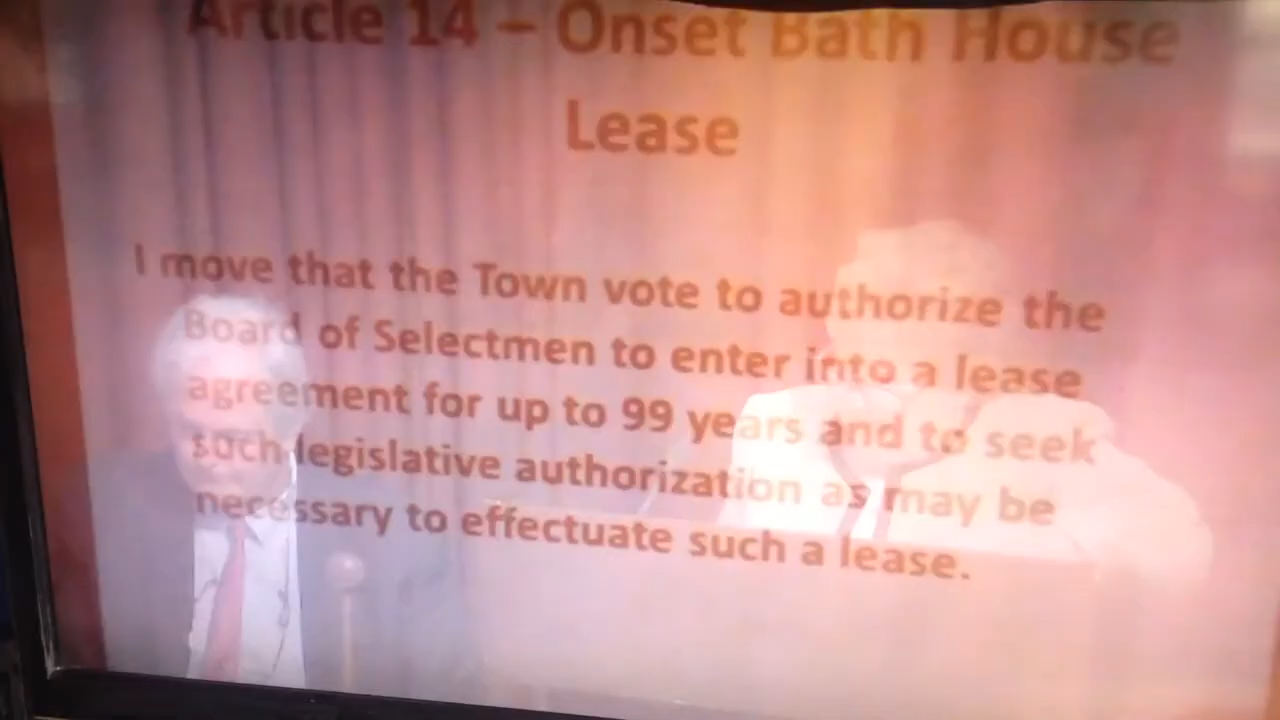 Article 14 – Onset Bath House
Lease
I move that the Town vote to authorize the
Board of Selectmen to enter into a lease
agreement for up to 99 years and to seek
such legislative authorization as may be
necessary to effectuate such a lease.